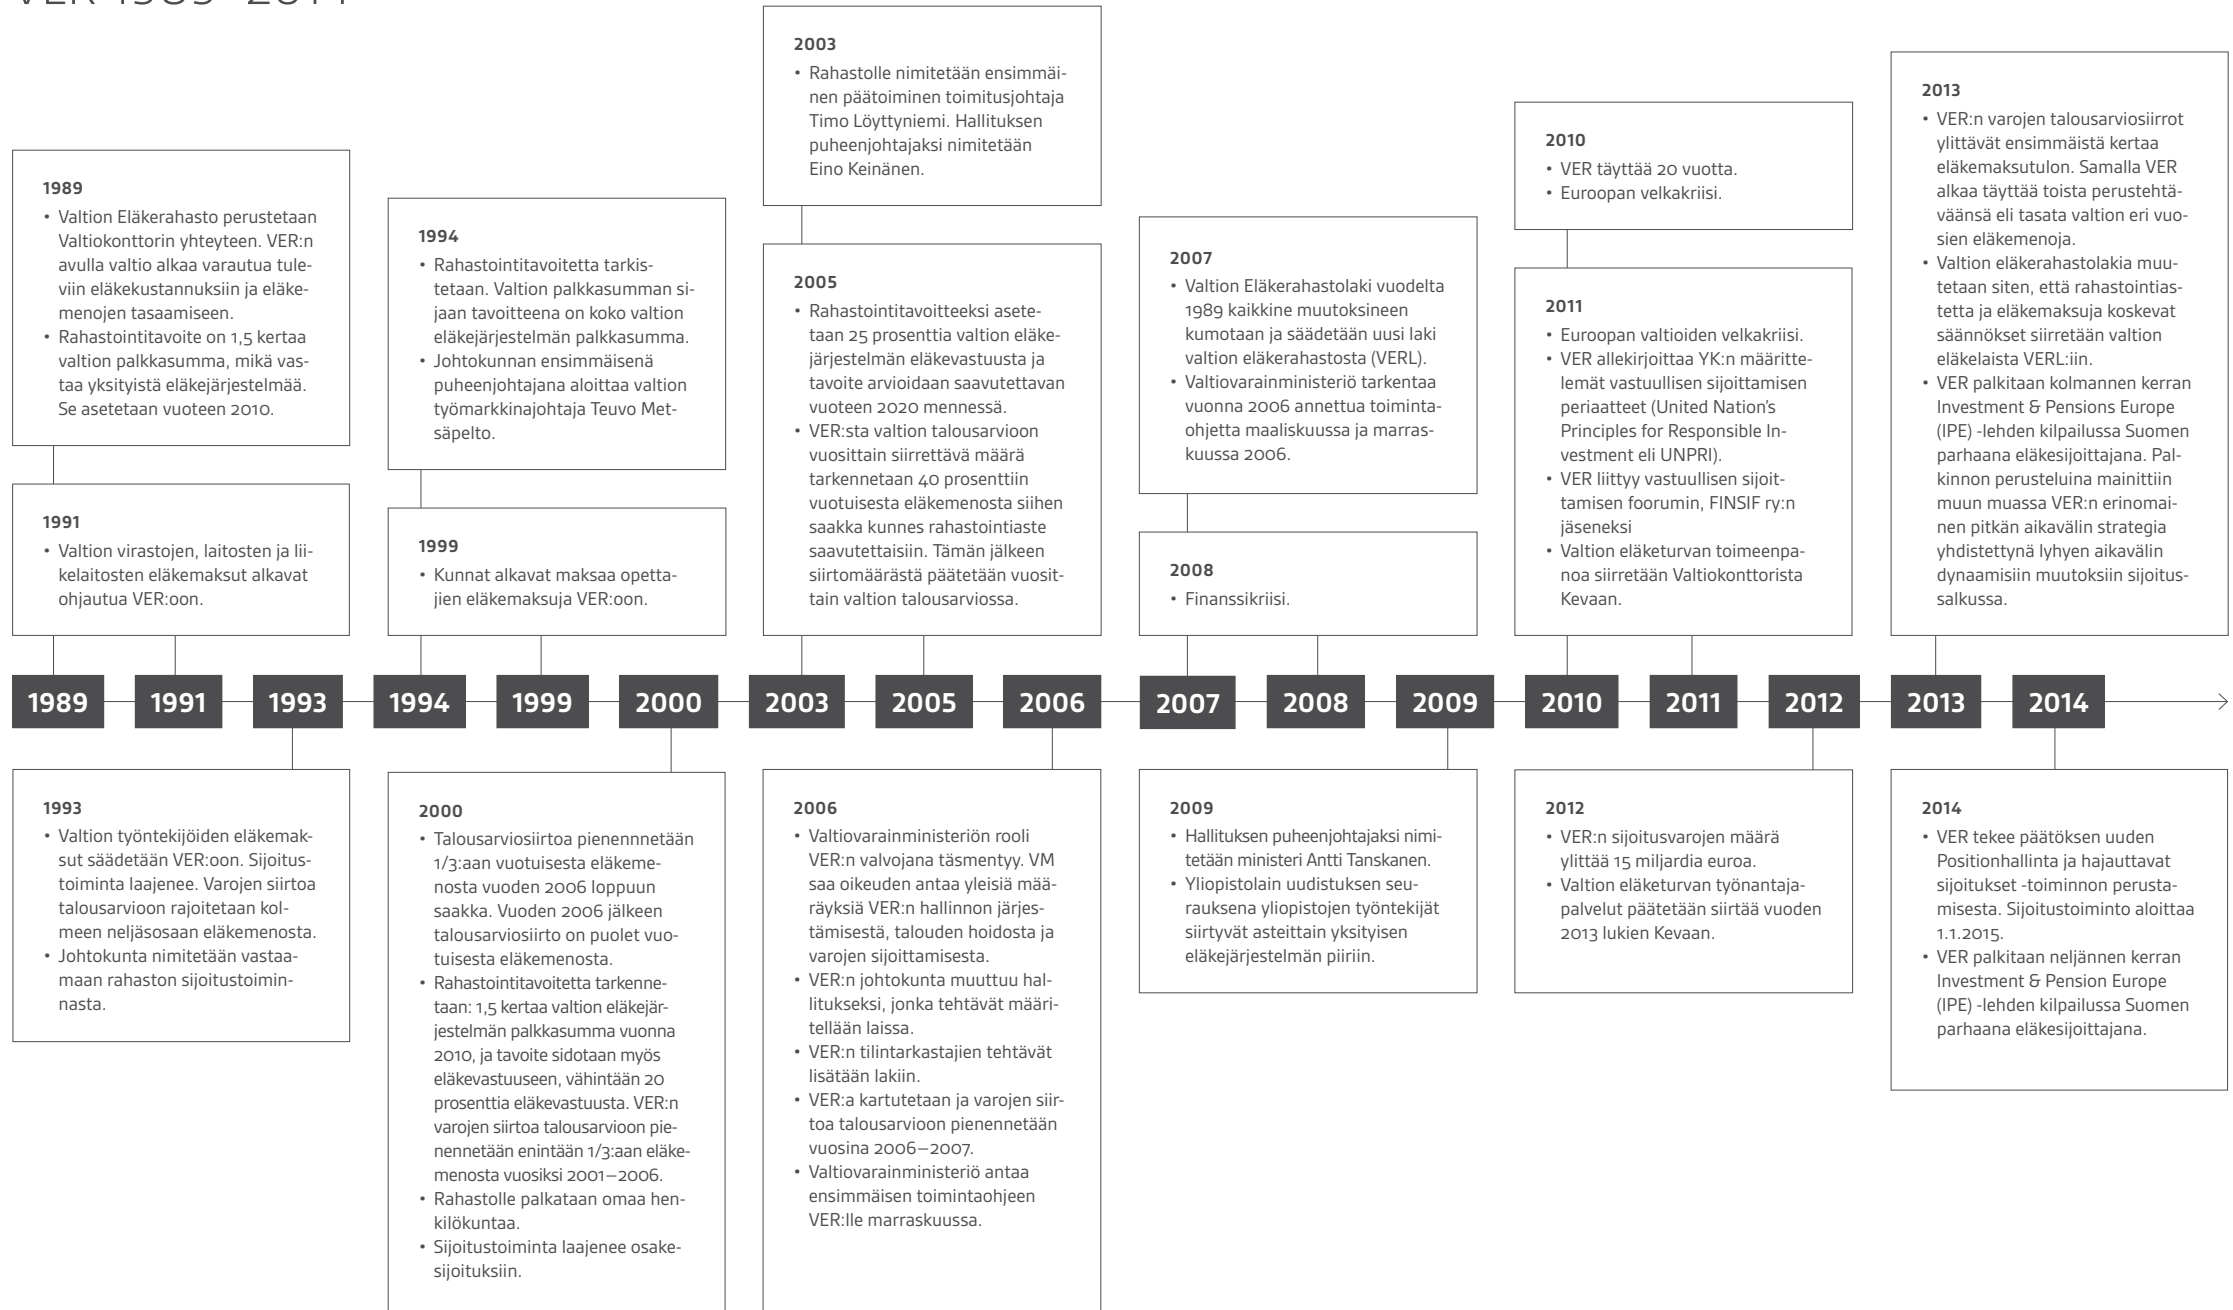 VER 1989–2014
1989
• Valtion Eläkerahasto perustetaan
Valtiokonttorin yhteyteen. VER:n
avulla valtio alkaa varautua tule-
viin eläkekustannuksiin ja eläke-
menojen tasaamiseen.
• Rahastointitavoite on 1,5 kertaa
valtion palkkasumma, mikä vas-
taa yksityistä eläkejärjestelmää.
Se asetetaan vuoteen 2010.
1991
• Valtion virastojen, laitosten ja lii-
kelaitosten eläkemaksut alkavat
ohjautua VER:oon.
1994
• Rahastointitavoitetta tarkis-
tetaan. Valtion palkkasumman si-
jaan tavoitteena on koko valtion
eläkejärjestelmän palkkasumma.
• Johtokunnan ensimmäisenä
puheenjohtajana aloittaa valtion
työmarkkinajohtaja Teuvo Met-
säpelto.
1999
• Kunnat alkavat maksaa opetta-
jien eläkemaksuja VER:oon.
2003
• Rahastolle nimitetään ensimmäi-
nen päätoiminen toimitusjohtaja
Timo Löyttyniemi. Hallituksen
puheenjohtajaksi nimitetään
Eino Keinänen.
2005
• Rahastointitavoitteeksi asete-
taan 25 prosenttia valtion eläke-
järjestelmän eläkevastuusta ja
tavoite arvioidaan saavutettavan
vuoteen 2020 mennessä.
• VER:sta valtion talousarvioon
vuosittain siirrettävä määrä
tarkennetaan 40 prosenttiin
vuotuisesta eläkemenosta siihen
saakka kunnes rahastointiaste
saavutettaisiin. Tämän jälkeen
siirtomäärästä päätetään vuosit-
tain valtion talousarviossa.
2007
• Valtion Eläkerahastolaki vuodelta
1989 kaikkine muutoksineen
kumotaan ja säädetään uusi laki
valtion eläkerahastosta (VERL).
• Valtiovarainministeriö tarkentaa
vuonna 2006 annettua toiminta-
ohjetta maaliskuussa ja marras-
kuussa 2006.
2008
• Finanssikriisi.
2010
• VER täyttää 20 vuotta.
• Euroopan velkakriisi.
2011
• Euroopan valtioiden velkakriisi.
• VER allekirjoittaa YK:n määritte-
lemät vastuullisen sijoittamisen
periaatteet (United Nation's
Principles for Responsible In-
vestment eli UNPRI).
• VER liittyy vastuullisen sijoit-
tamisen foorumin, FINSIF ry:n
jäseneksi
• Valtion eläketurvan toimeenpa-
noa siirretään Valtiokonttorista
Kevaan.
2013
• VER:n varojen talousarviosiirrot
ylittävät ensimmäistä kertaa
eläkemaksutulon. Samalla VER
alkaa täyttää toista perustehtä-
väänsä eli tasata valtion eri vuo-
sien eläkemenoja.
• Valtion eläkerahastolakia muu-
tetaan siten, että rahastointias-
tetta ja eläkemaksuja koskevat
säännökset siirretään valtion
eläkelaista VERL:iin.
• VER palkitaan kolmannen kerran
Investment & Pensions Europe
(IPE) -lehden kilpailussa Suomen
parhaana eläkesijoittajana. Pal-
kinnon perusteluina mainittiin
muun muassa VER:n erinomai-
nen pitkän aikavälin strategia
yhdistettynä lyhyen aikavälin
dynaamisiin muutoksiin sijoitus-
salkussa.
1989 1991 1993 1994 1999 2000 2003 2005 2006 2007 2008 2009 2010 2011 2012 2013 2014
1993
• Valtion työntekijöiden eläkemak-
sut säädetään VER:oon. Sijoitus-
toiminta laajenee. Varojen siirtoa
talousarvioon rajoitetaan kol-
meen neljäsosaan eläkemenosta.
• Johtokunta nimitetään vastaa-
maan rahaston sijoitustoimin-
nasta.
2000
• Talousarviosiirtoa pienennnetään
1/3:aan vuotuisesta eläkeme-
nosta vuoden 2006 loppuun
saakka. Vuoden 2006 jälkeen
talousarviosiirto on puolet vuo-
tuisesta eläkemenosta.
• Rahastointitavoitetta tarkenne-
taan: 1,5 kertaa valtion eläkejär-
jestelmän palkkasumma vuonna
2010, ja tavoite sidotaan myös
eläkevastuuseen, vähintään 20
prosenttia eläkevastuusta. VER:n
varojen siirtoa talousarvioon pie-
nennetään enintään 1/3:aan eläke-
menosta vuosiksi 2001–2006.
• Rahastolle palkataan omaa hen-
kilökuntaa.
• Sijoitustoiminta laajenee osake-
sijoituksiin.
2006
• Valtiovarainministeriön rooli
VER:n valvojana täsmentyy. VM
saa oikeuden antaa yleisiä mää-
räyksiä VER:n hallinnon järjes-
tämisestä, talouden hoidosta ja
varojen sijoittamisesta.
• VER:n johtokunta muuttuu hal-
litukseksi, jonka tehtävät määri-
tellään laissa.
• VER:n tilintarkastajien tehtävät
lisätään lakiin.
• VER:a kartutetaan ja varojen siir-
toa talousarvioon pienennetään
vuosina 2006–2007.
• Valtiovarainministeriö antaa
ensimmäisen toimintaohjeen
VER:lle marraskuussa.
2009
• Hallituksen puheenjohtajaksi nimi-
tetään ministeri Antti Tanskanen.
• Yliopistolain uudistuksen seu-
rauksena yliopistojen työntekijät
siirtyvät asteittain yksityisen
eläkejärjestelmän piiriin.
2012
• VER:n sijoitusvarojen määrä
ylittää 15 miljardia euroa.
• Valtion eläketurvan työnantaja-
palvelut päätetään siirtää vuoden
2013 lukien Kevaan.
2014
• VER tekee päätöksen uuden
Positionhallinta ja hajauttavat
sijoitukset -toiminnon perusta-
misesta. Sijoitustoiminto aloittaa
1.1.2015.
• VER palkitaan neljännen kerran
Investment & Pension Europe
(IPE) -lehden kilpailussa Suomen
parhaana eläkesijoittajana.